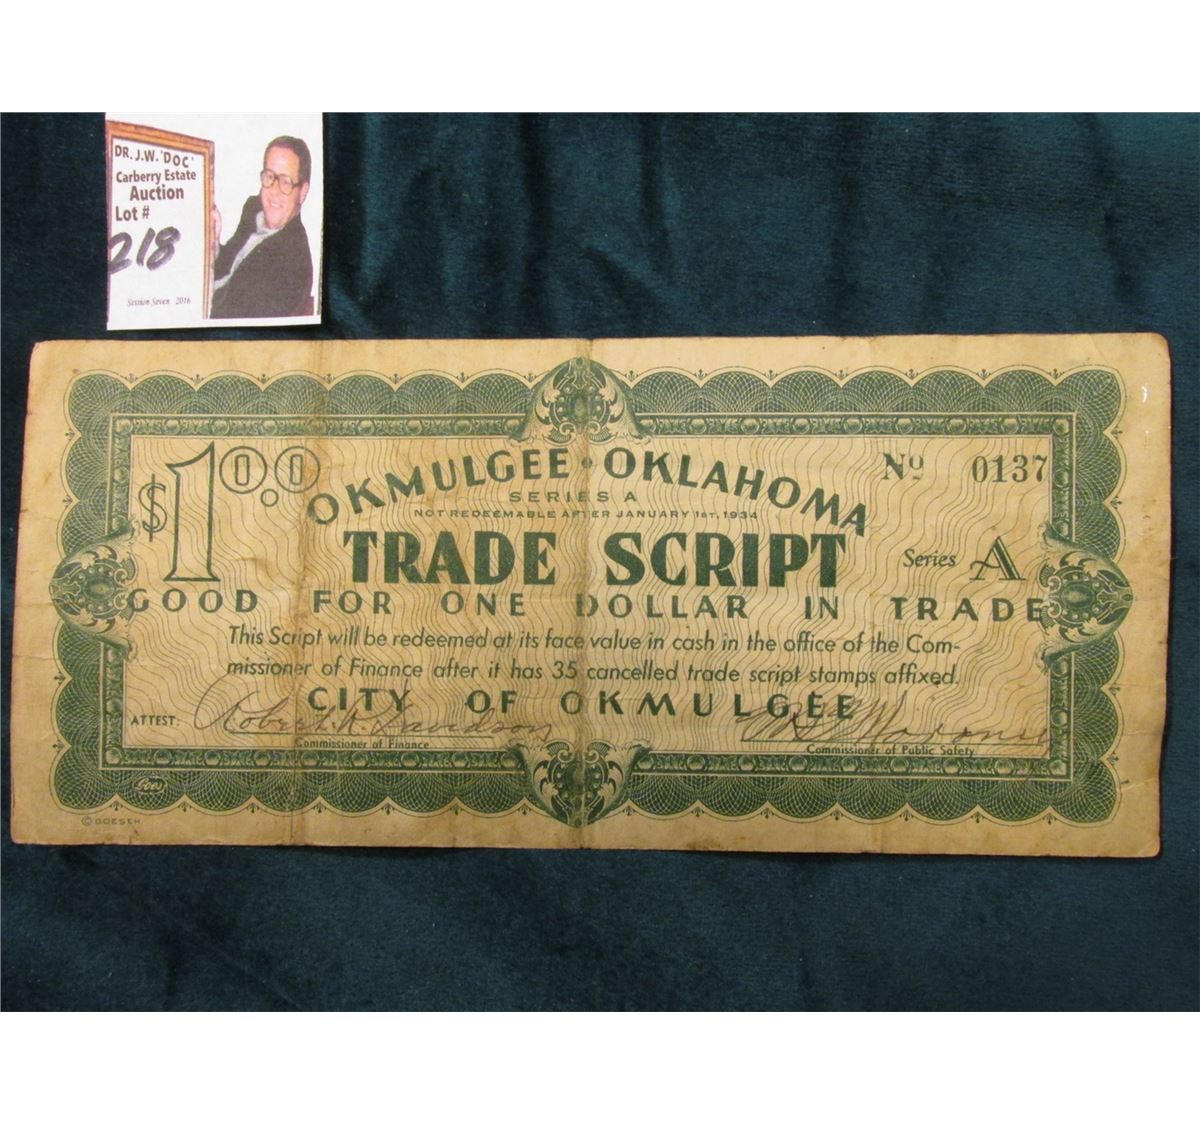 DR. J.W. 'DOC'
Carberry Estate
Auction
Lot #
218
Session Seven 2016
$1 00
OKMULGEE • OKLAHOMA
Nº 0137
SERIES A
NOT REDEEMABLE AFTER JANUARY 1ST, 1934
TRADE SCRIPT
Series A
GOOD FOR ONE DOLLAR IN TRADE
This Script will be redeemed at its face value in cash in the office of the Com-
missioner of Finance after it has 35 cancelled trade script stamps affixed.
CITY OF OKMULGEE
ATTEST: Robert R. Davidson
Commissioner of Finance
Commissioner of Public Safety
Goes
© GOES